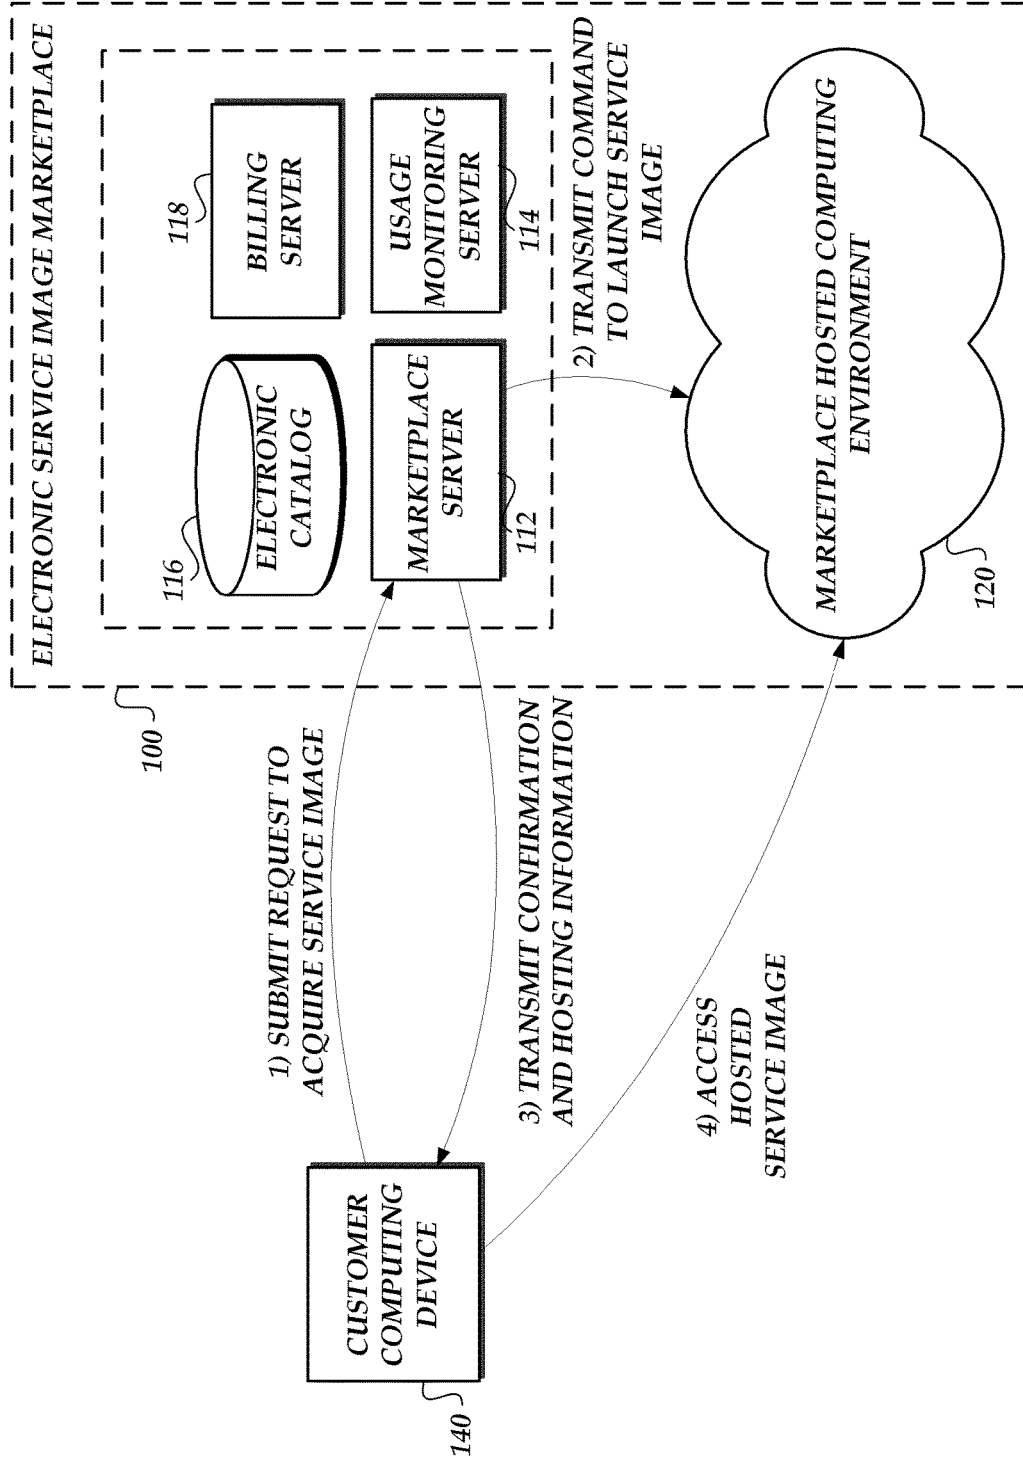 ELECTRONIC SERVICE IMAGE MARKETPLACE
100
116
ELECTRONIC
CATALOG
118
BILLING
SERVER
MARKETPLACE
SERVER
112
USAGE
MONITORING
SERVER
114
1) SUBMIT REQUEST TO
ACQUIRE SERVICE IMAGE
2) TRANSMIT COMMAND
TO LAUNCH SERVICE
IMAGE
CUSTOMER
COMPUTING
DEVICE
140
3) TRANSMIT CONFIRMATION
AND HOSTING INFORMATION
4) ACCESS
HOSTED
SERVICE IMAGE
MARKETPLACE HOSTED COMPUTING
ENVIRONMENT
120